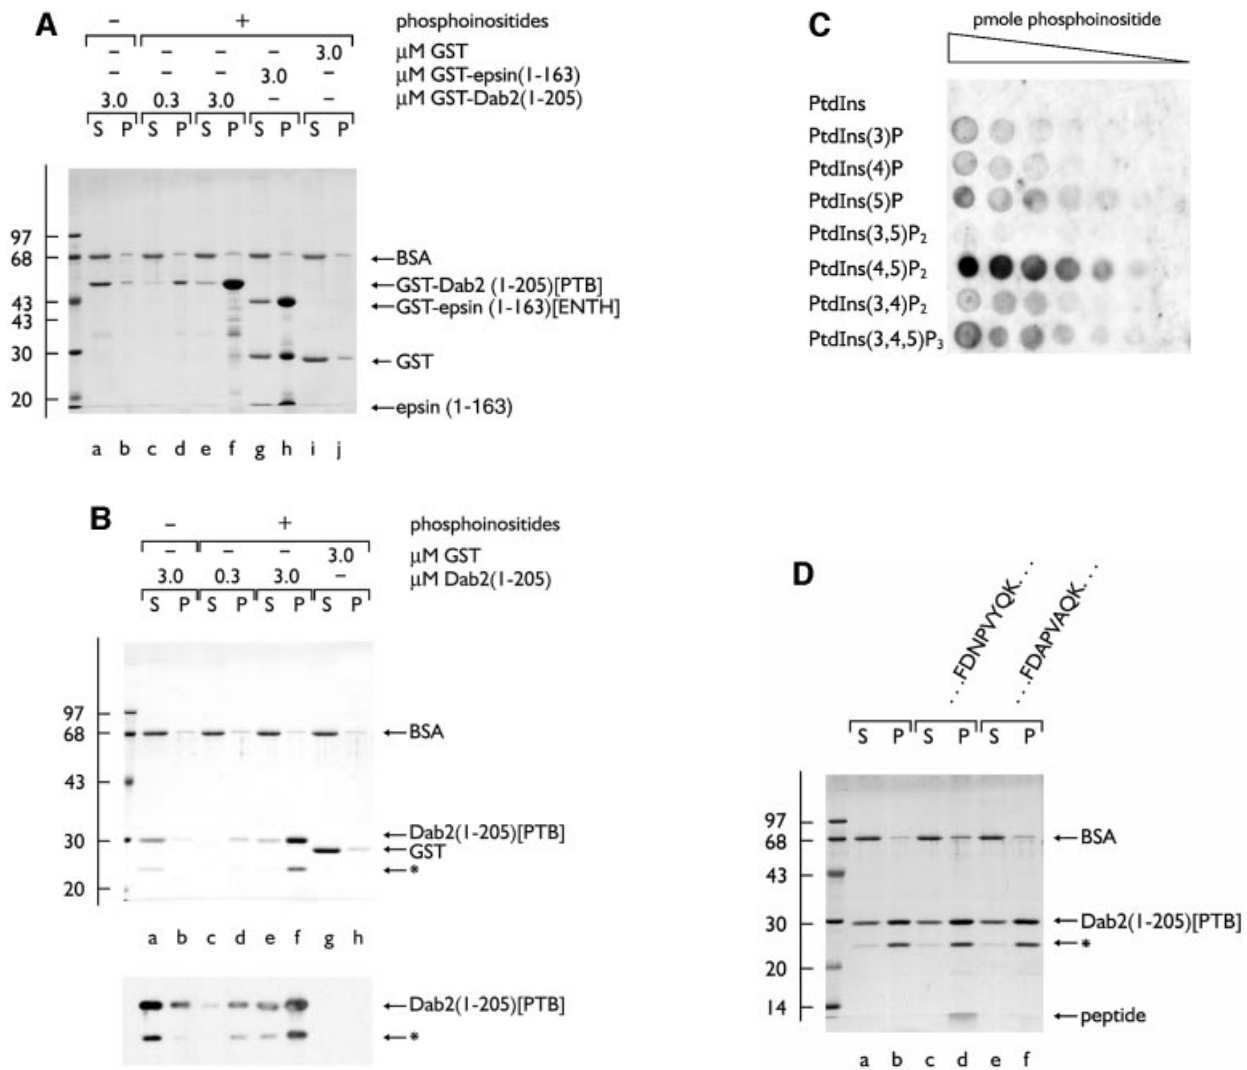 A
− + phosphoinositides
− − − − 3.0 μM GST
− − − 3.0 − μM GST-epsin(1-163)
3.0 0.3 3.0 − − μM GST-Dab2(1-205)
S P S P S P S P S P
97
68
43
43
30
20
BSA
GST-Dab2 (1-205)[PTB]
GST-epsin (1-163)[ENTH]
GST
epsin (1-163)
a b c d e f g h i j
B
− + phosphoinositides
− − − 3.0 μM GST
3.0 0.3 3.0 − μM Dab2(1-205)
S P S P S P S P
97
68
43
30
20
BSA
Dab2(1-205)[PTB]
GST
*
a b c d e f g h
Dab2(1-205)[PTB]
*
C
pmole phosphoinositide
PtdIns
PtdIns(3)P
PtdIns(4)P
PtdIns(5)P
PtdIns(3,5)P₂
PtdIns(4,5)P₂
PtdIns(3,4)P₂
PtdIns(3,4,5)P₃
D
...FDNPVYQK...
...FDAPVAQK...
S P S P S P
97
68
43
30
20
14
BSA
Dab2(1-205)[PTB]
*
peptide
a b c d e f